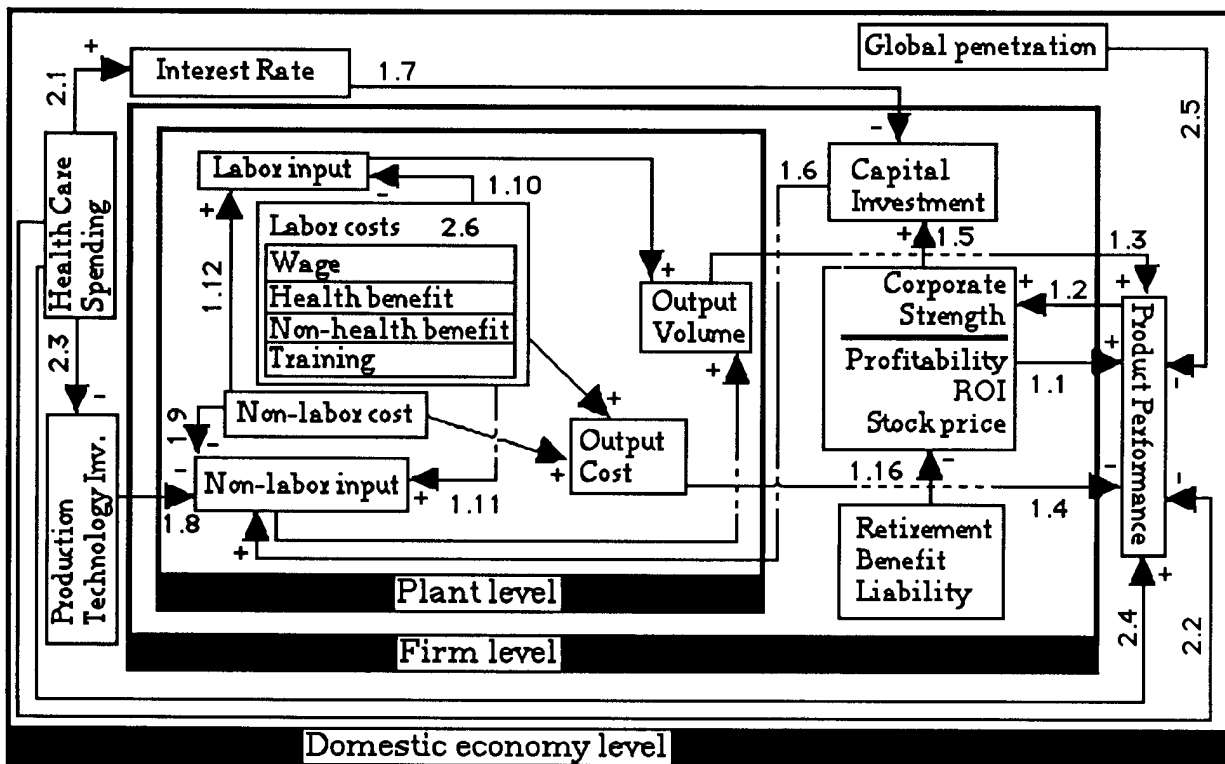 Global penetration
+
Interest Rate
1.7
2.1
2.5
-
Labor input
1.6
Capital
Investment
-
1.10
+
Health Care
Spending
Labor costs 2.6
+
1.5
1.3
1.12
Wage
+
+
Corporate
Strength
+
1.2
Health benefit
Output
Volume
Non-health benefit
Training
+
Profitability
ROI
Stock price
+
1.1
-
Product Performance
2.3
-
Non-labor cost
+
1.9
-
Output
Cost
+
-
Non-labor input
+
1.11
1.16
-
-
1.4
-
Production
Technology Inv.
1.8
+
Retirement
Benefit
Liability
+
2.4
2.2
Plant level
Firm level
Domestic economy level